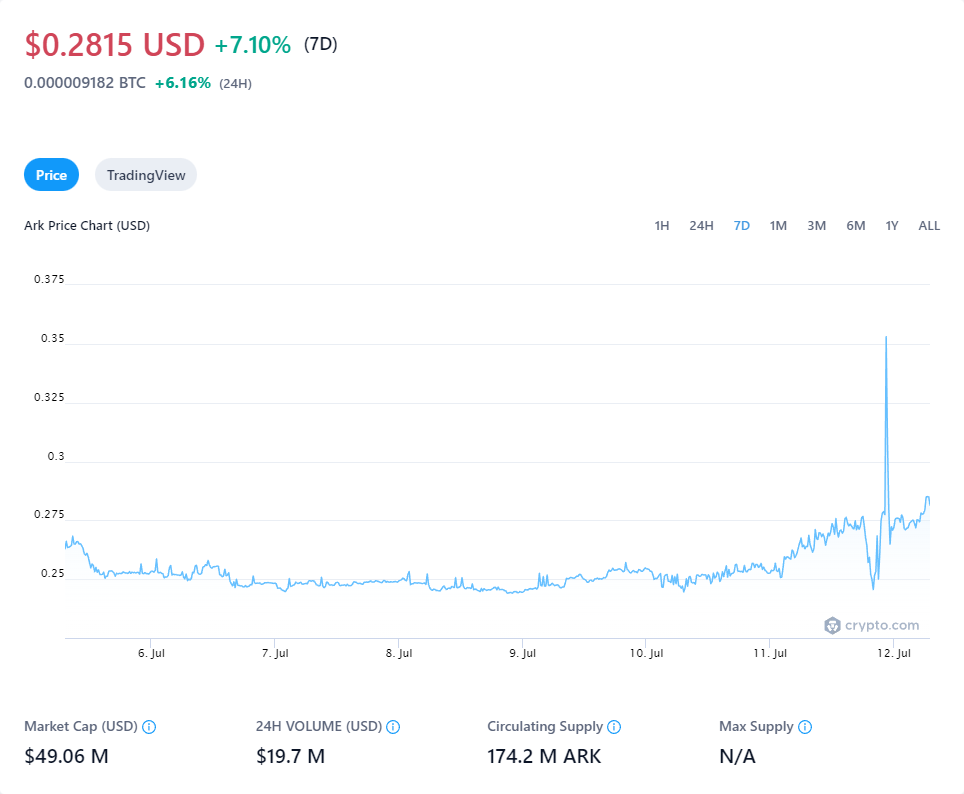 $0.2815 USD +7.10% (7D)
0.000009182 BTC +6.16% (24H)
Price TradingView
Ark Price Chart (USD) 1H 24H 7D 1M 3M 6M 1Y ALL
0.375
0.35
0.325
0.3
0.275
0.25
crypto.com
6. Jul 7. Jul 8. Jul 9. Jul 10. Jul 11. Jul 12. Jul
Market Cap (USD) 24H VOLUME (USD) Circulating Supply Max Supply
$49.06 M $19.7 M 174.2 M ARK N/A